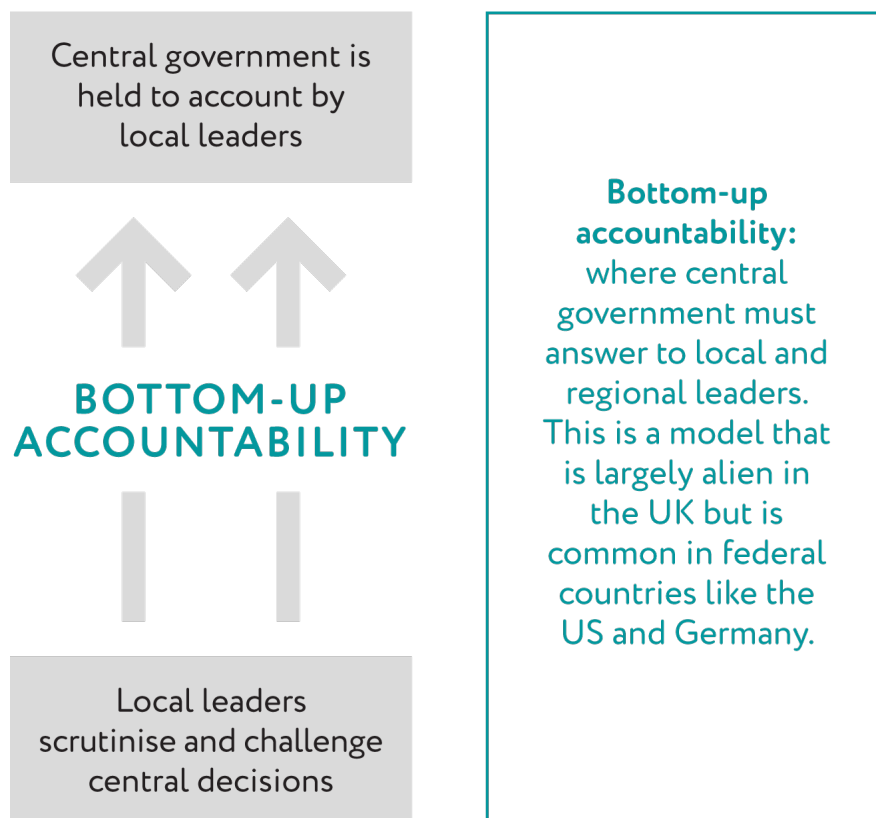 Central government is
held to account by
local leaders
BOTTOM-UP
ACCOUNTABILITY
Local leaders
scrutinise and challenge
central decisions
Bottom-up
accountability:
where central
government must
answer to local and
regional leaders.
This is a model that
is largely alien in
the UK but is
common in federal
countries like the
US and Germany.